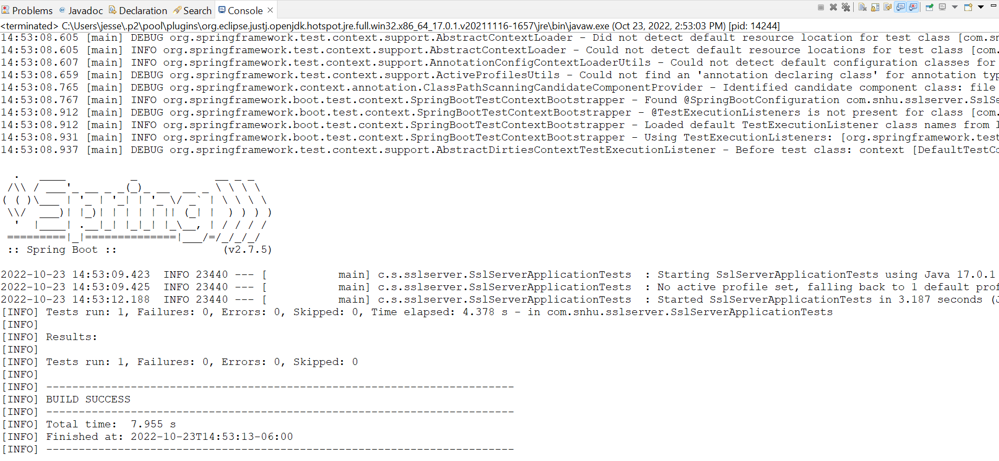 Problems @ Javadoc Declaration Search Console
<terminated> C:\Users\jesse\.p2\pool\plugins\org.eclipse.justj.openjdk.hotspot.jre.full.win32.x86_64_17.0.1.v20211116-1657\jre\bin\javaw.exe (Oct 23, 2022, 2:53:03 PM) [pid: 14244]
14:53:08.605 [main] DEBUG org.springframework.test.context.support.AbstractContextLoader - Did not detect default resource location for test class [com.sn
14:53:08.605 [main] INFO org.springframework.test.context.support.AbstractContextLoader - Could not detect default resource locations for test class [com.
14:53:08.607 [main] INFO org.springframework.test.context.support.AnnotationConfigContextLoaderUtils - Could not detect default configuration classes for
14:53:08.659 [main] DEBUG org.springframework.test.context.support.ActiveProfilesUtils - Could not find an 'annotation declaring class' for annotation typ
14:53:08.765 [main] DEBUG org.springframework.context.annotation.ClassPathScanningCandidateComponentProvider - Identified candidate component class: file
14:53:08.767 [main] INFO org.springframework.boot.test.context.SpringBootTestContextBootstrapper - Found @SpringBootConfiguration com.snhu.sslserver.SslSe
14:53:08.912 [main] DEBUG org.springframework.boot.test.context.SpringBootTestContextBootstrapper - @TestExecutionListeners is not present for class [com.
14:53:08.912 [main] INFO org.springframework.boot.test.context.SpringBootTestContextBootstrapper - Loaded default TestExecutionListener class names from l
14:53:08.931 [main] INFO org.springframework.boot.test.context.SpringBootTestContextBootstrapper - Using TestExecutionListeners: [org.springframework.test
14:53:08.937 [main] DEBUG org.springframework.test.context.support.AbstractDirtiesContextTestExecutionListener - Before test class: context [DefaultTestCo
  .   ____          _            __ _ _
 /\\ / ___'_ __ _ _(_)_ __  __ _ \ \ \ \
( ( )\___ | '_ | '_| | '_ \/ _` | \ \ \ \
 \\/  ___)| |_)| | | | | || (_| |  ) ) ) )
  '  |____| .__|_| |_|_| |_\__, | / / / /
 =========|_|==============|___/=/_/_/_/
 :: Spring Boot ::                (v2.7.5)
2022-10-23 14:53:09.423  INFO 23440 --- [           main] c.s.sslserver.SslServerApplicationTests  : Starting SslServerApplicationTests using Java 17.0.1
2022-10-23 14:53:09.425  INFO 23440 --- [           main] c.s.sslserver.SslServerApplicationTests  : No active profile set, falling back to 1 default prof
2022-10-23 14:53:12.188  INFO 23440 --- [           main] c.s.sslserver.SslServerApplicationTests  : Started SslServerApplicationTests in 3.187 seconds (J
[INFO] Tests run: 1, Failures: 0, Errors: 0, Skipped: 0, Time elapsed: 4.378 s - in com.snhu.sslserver.SslServerApplicationTests
[INFO]
[INFO] Results:
[INFO]
[INFO] Tests run: 1, Failures: 0, Errors: 0, Skipped: 0
[INFO]
[INFO] ------------------------------------------------------------------------
[INFO] BUILD SUCCESS
[INFO] ------------------------------------------------------------------------
[INFO] Total time:  7.955 s
[INFO] Finished at: 2022-10-23T14:53:13-06:00
[INFO] ------------------------------------------------------------------------